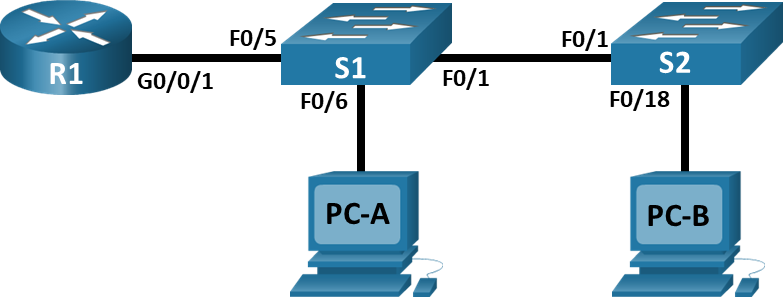 R1
G0/0/1
F0/5
S1
F0/6
F0/1
F0/1
S2
F0/18
PC-A
PC-B